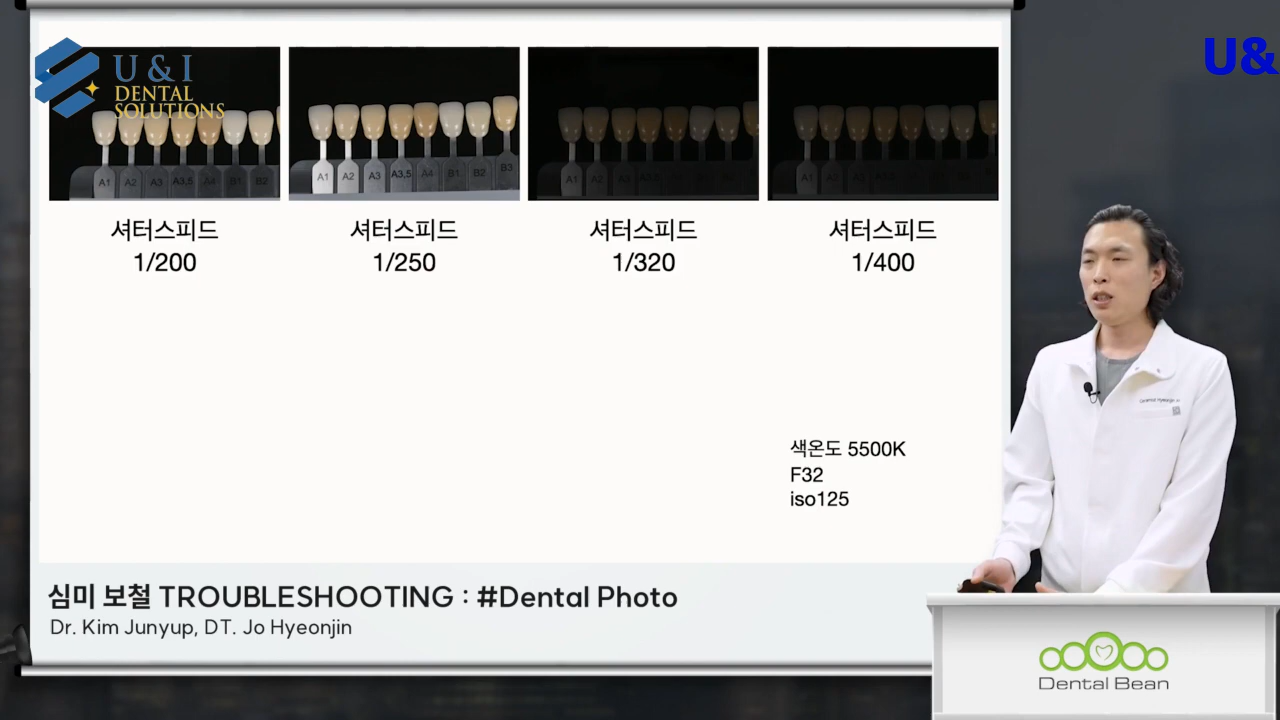 U & I
DENTAL
SOLUTIONS
U&
A1 A2 A3 A3,5 A4 B1 B2
A1 A2 A3 A3,5 A4 B1 B2 B3
A1
A1
셔터스피드
1/200
셔터스피드
1/250
셔터스피드
1/320
셔터스피드
1/400
색온도 5500K
F32
iso125
심미 보철 TROUBLESHOOTING : #Dental Photo
Dr. Kim Junyup, DT. Jo Hyeonjin
Dental Bean